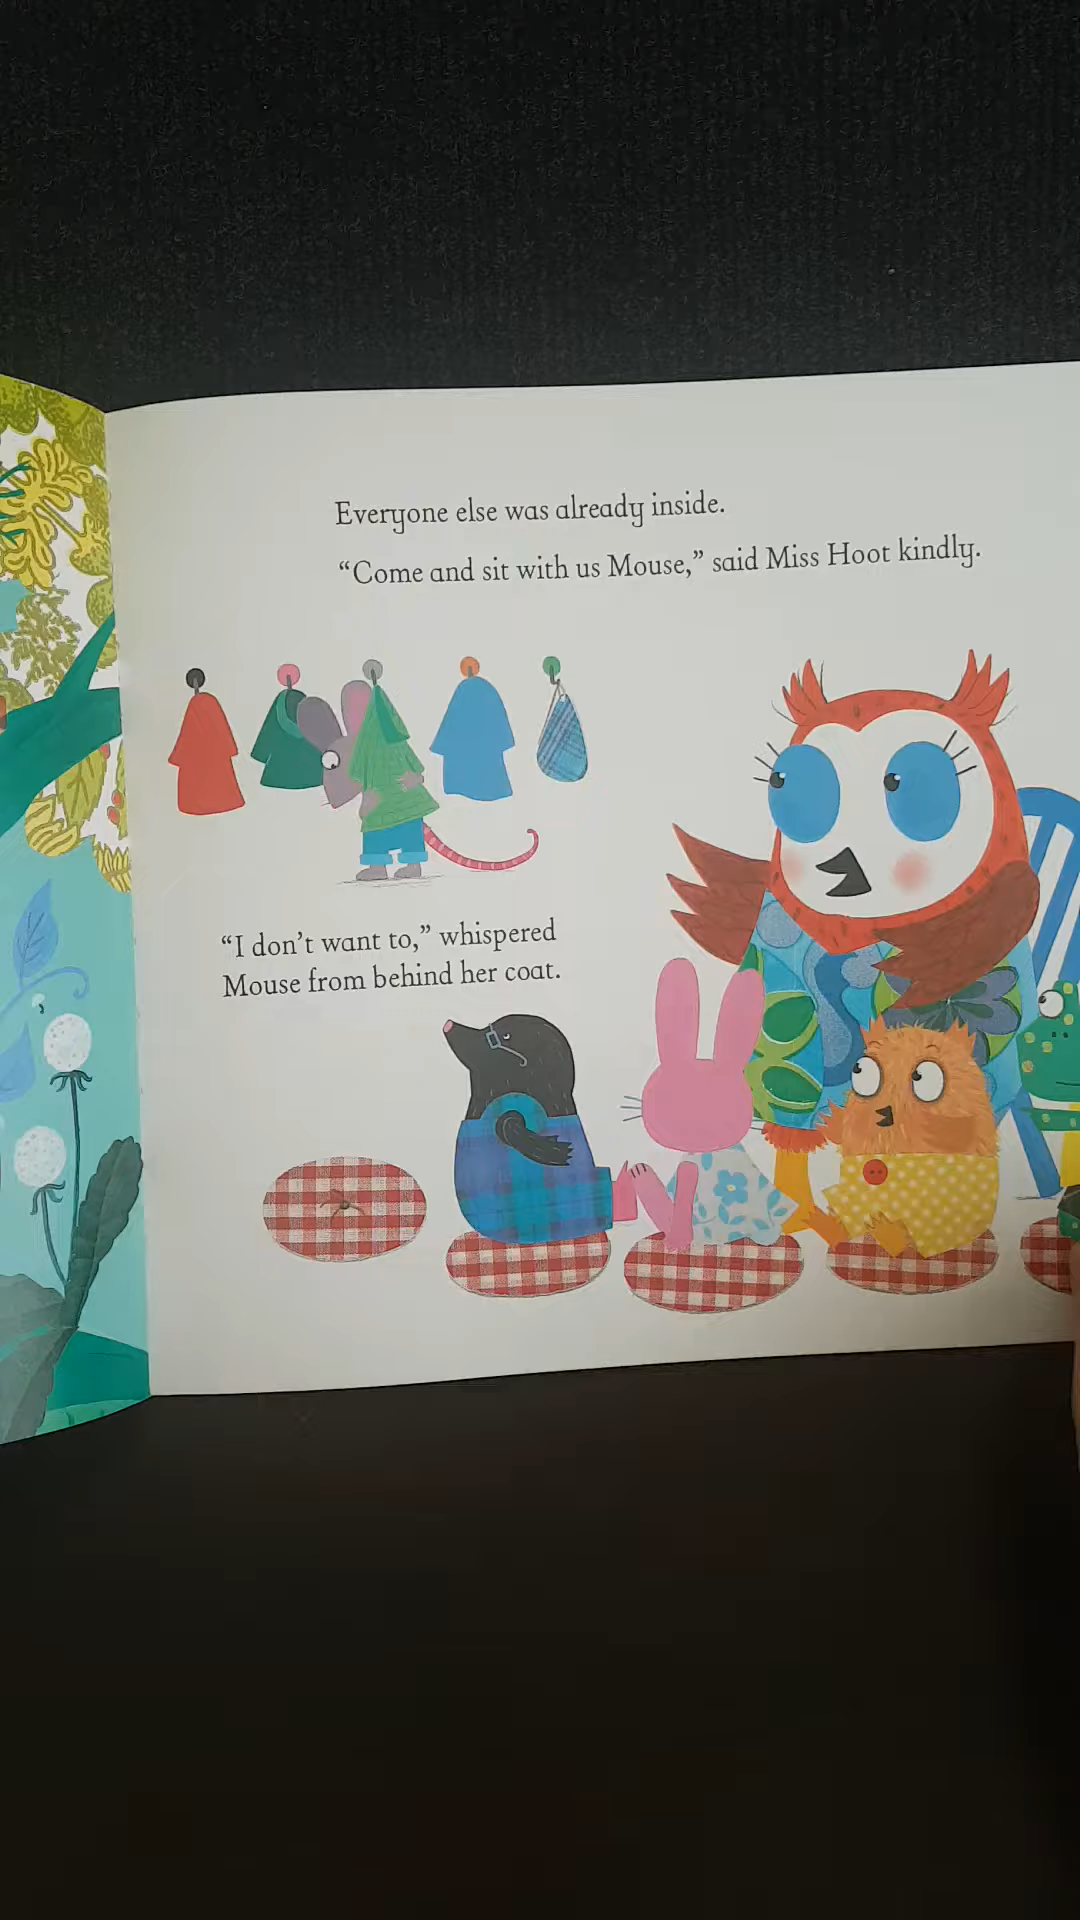 Everyone else was already inside.
“Come and sit with us Mouse,” said Miss Hoot kindly.
“I don’t want to,” whispered
Mouse from behind her coat.